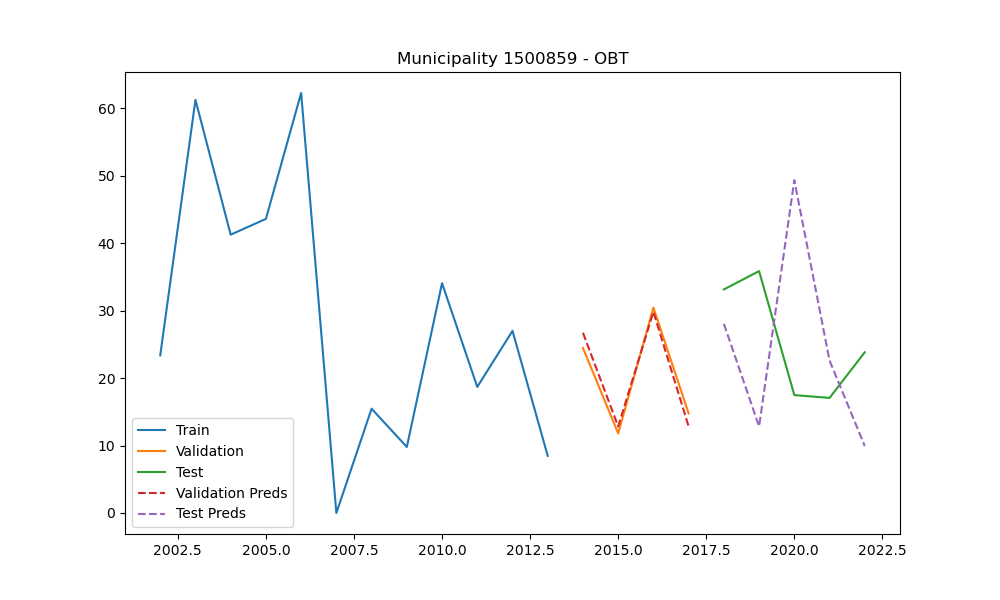 Municipality 1500859 - OBT
60
50
40
30
20
10
0
Train
Validation
Test
Validation Preds
Test Preds
2002.5 2005.0 2007.5 2010.0 2012.5 2015.0 2017.5 2020.0 2022.5